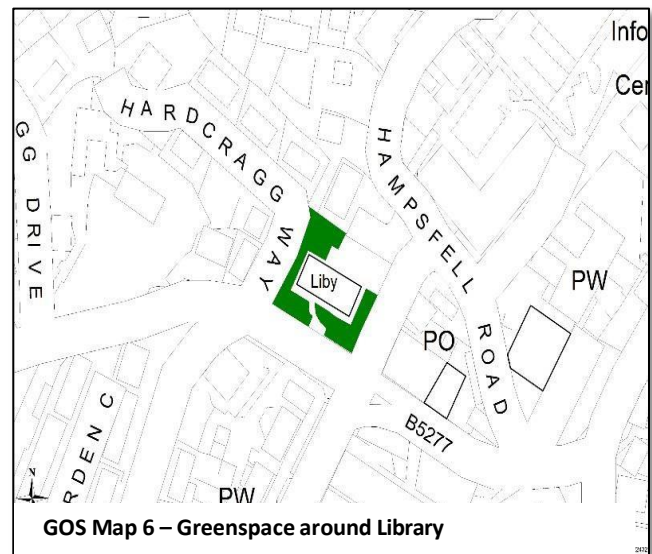 Info
Cer
HARDCRAGG WAY
HAMPSFELL ROAD
GG DRIVE
Liby
PW
PO
B5277
RDEN C
N
PW
GOS Map 6 – Greenspace around Library